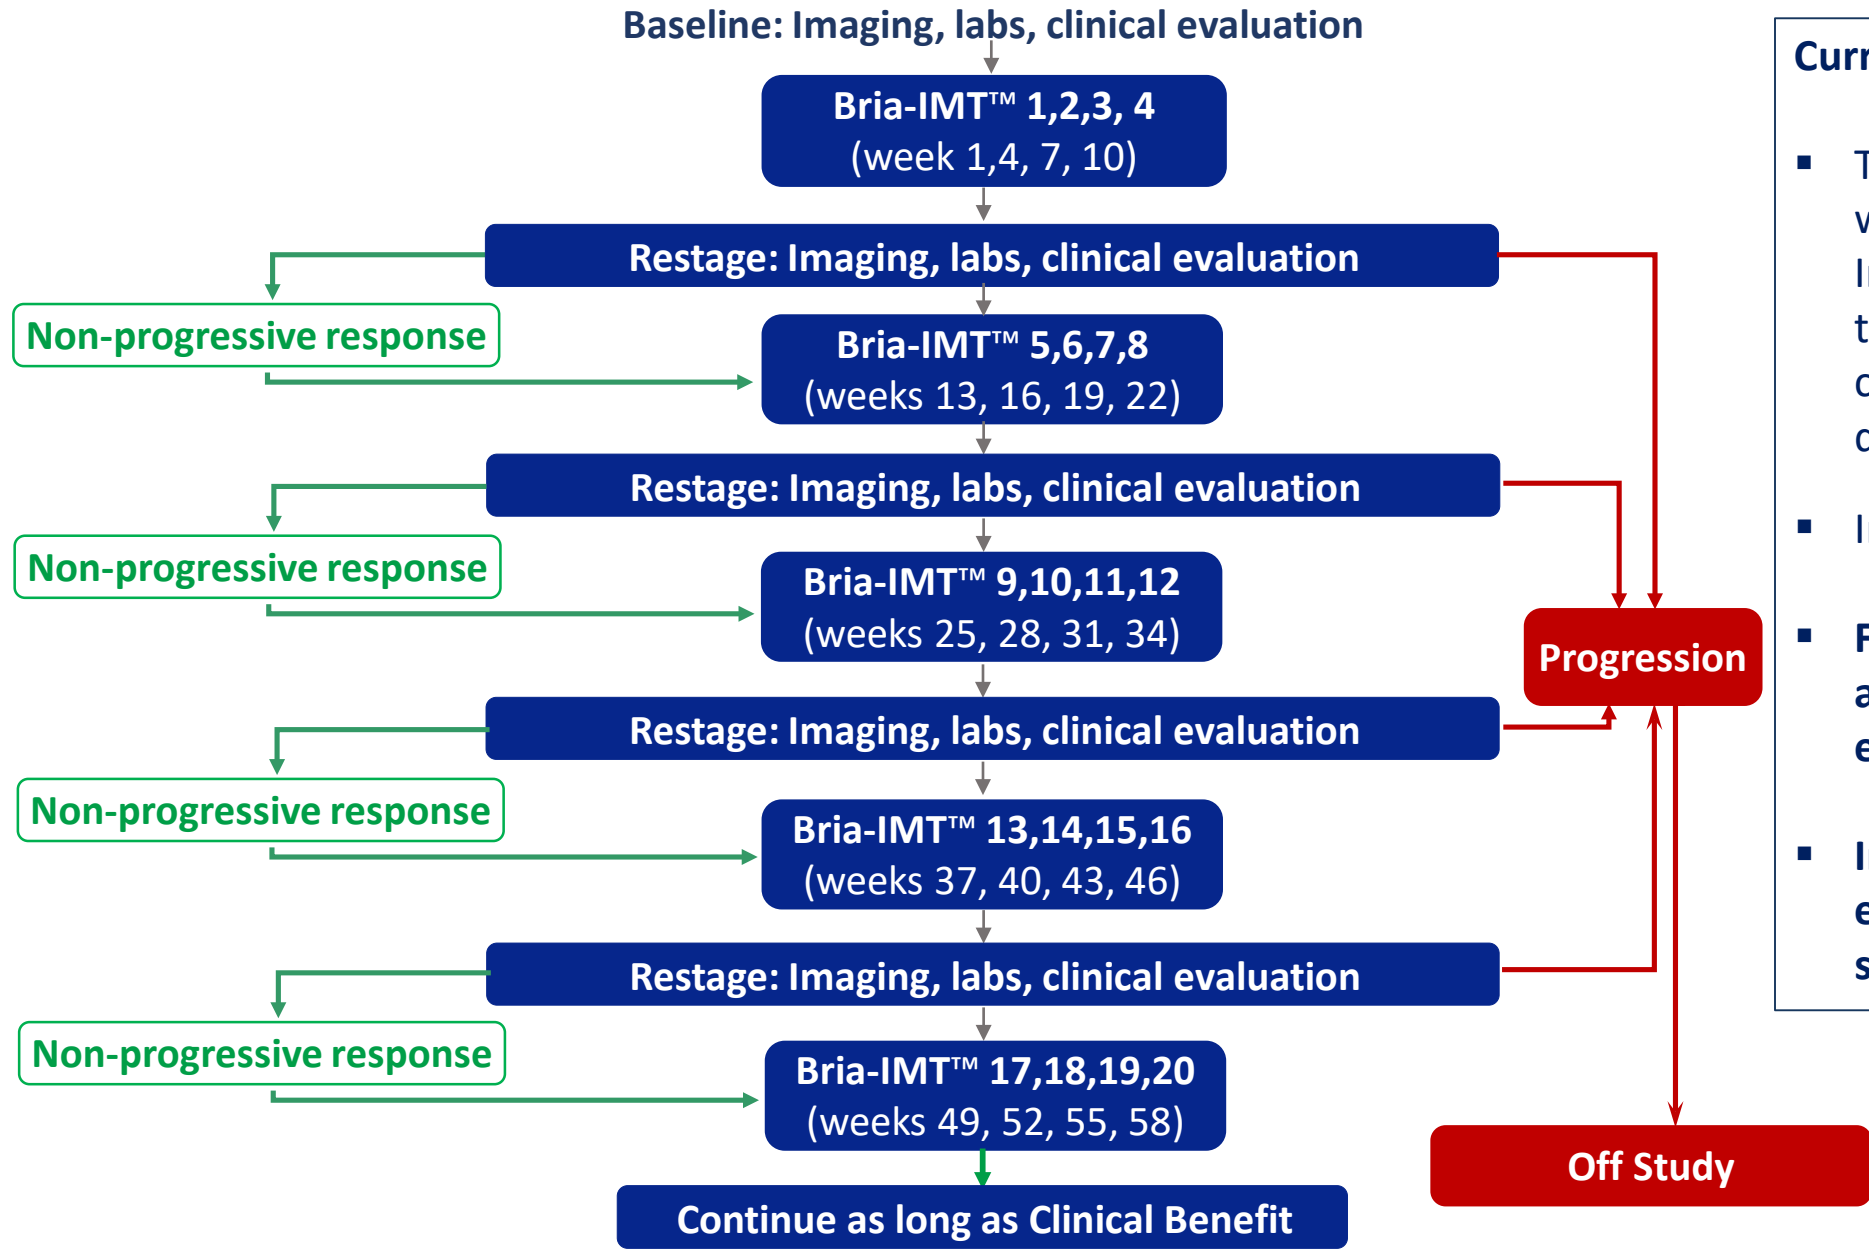 Baseline: Imaging, labs, clinical evaluation
Bria-IMT™ 1,2,3, 4
(week 1,4, 7, 10)
Restage: Imaging, labs, clinical evaluation
Non-progressive response
Bria-IMT™ 5,6,7,8
(weeks 13, 16, 19, 22)
Restage: Imaging, labs, clinical evaluation
Non-progressive response
Bria-IMT™ 9,10,11,12
(weeks 25, 28, 31, 34)
Progression
Restage: Imaging, labs, clinical evaluation
Non-progressive response
Bria-IMT™ 13,14,15,16
(weeks 37, 40, 43, 46)
Restage: Imaging, labs, clinical evaluation
Non-progressive response
Bria-IMT™ 17,18,19,20
(weeks 49, 52, 55, 58)
Off Study
Continue as long as Clinical Benefit